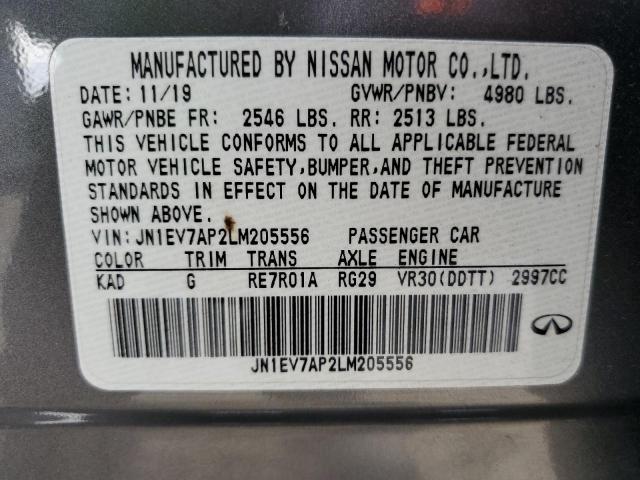 MANUFACTURED BY NISSAN MOTOR CO.,LTD.
DATE: 11/19 GVWR/PNBV: 4980 LBS.
GAWR/PNBE FR: 2546 LBS. RR: 2513 LBS.
THIS VEHICLE CONFORMS TO ALL APPLICABLE FEDERAL
MOTOR VEHICLE SAFETY,BUMPER,AND THEFT PREVENTION
STANDARDS IN EFFECT ON THE DATE OF MANUFACTURE
SHOWN ABOVE.
VIN:JN1EV7AP2LM205556 PASSENGER CAR
COLOR TRIM TRANS AXLE ENGINE
KAD G RE7R01A RG29 VR30(DDTT) 2997CC
JN1EV7AP2LM205556